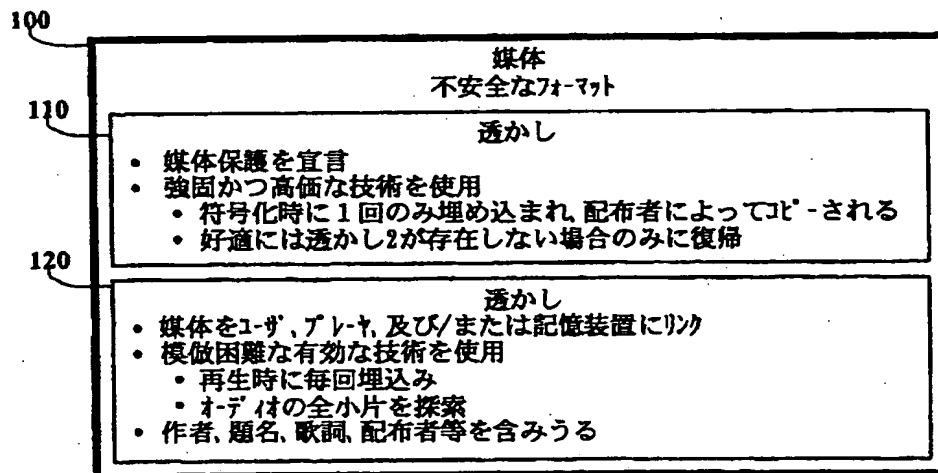 100
媒体
不安全なフォーマット
110
透かし
• 媒体保護を宣言
• 強固かつ高価な技術を使用
• 符号化時に1回のみ埋め込まれ、配布者によってコピーされる
• 好適には透かし2が存在しない場合のみに復帰
120
透かし
• 媒体をユーザ、プレーヤ、及び/または記憶装置にリンク
• 模倣困難な有効な技術を使用
• 再生時に毎回埋込み
• オーディオの全小片を探索
• 作者、題名、歌詞、配布者等を含みうる